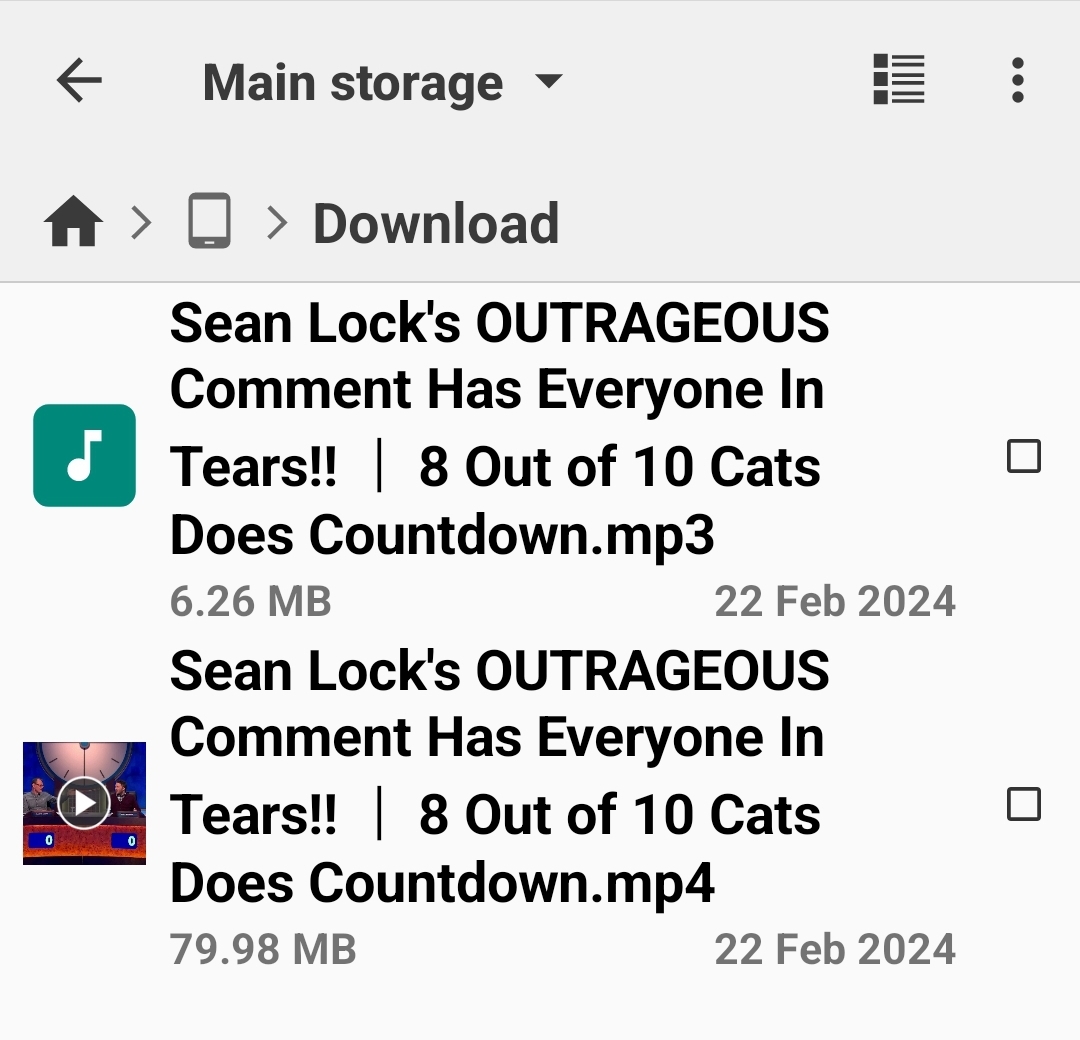 Main storage
Download
Sean Lock's OUTRAGEOUS
Comment Has Everyone In
Tears!! | 8 Out of 10 Cats
Does Countdown.mp3
6.26 MB 22 Feb 2024
Sean Lock's OUTRAGEOUS
Comment Has Everyone In
Tears!! | 8 Out of 10 Cats
0 0
Does Countdown.mp4
79.98 MB 22 Feb 2024